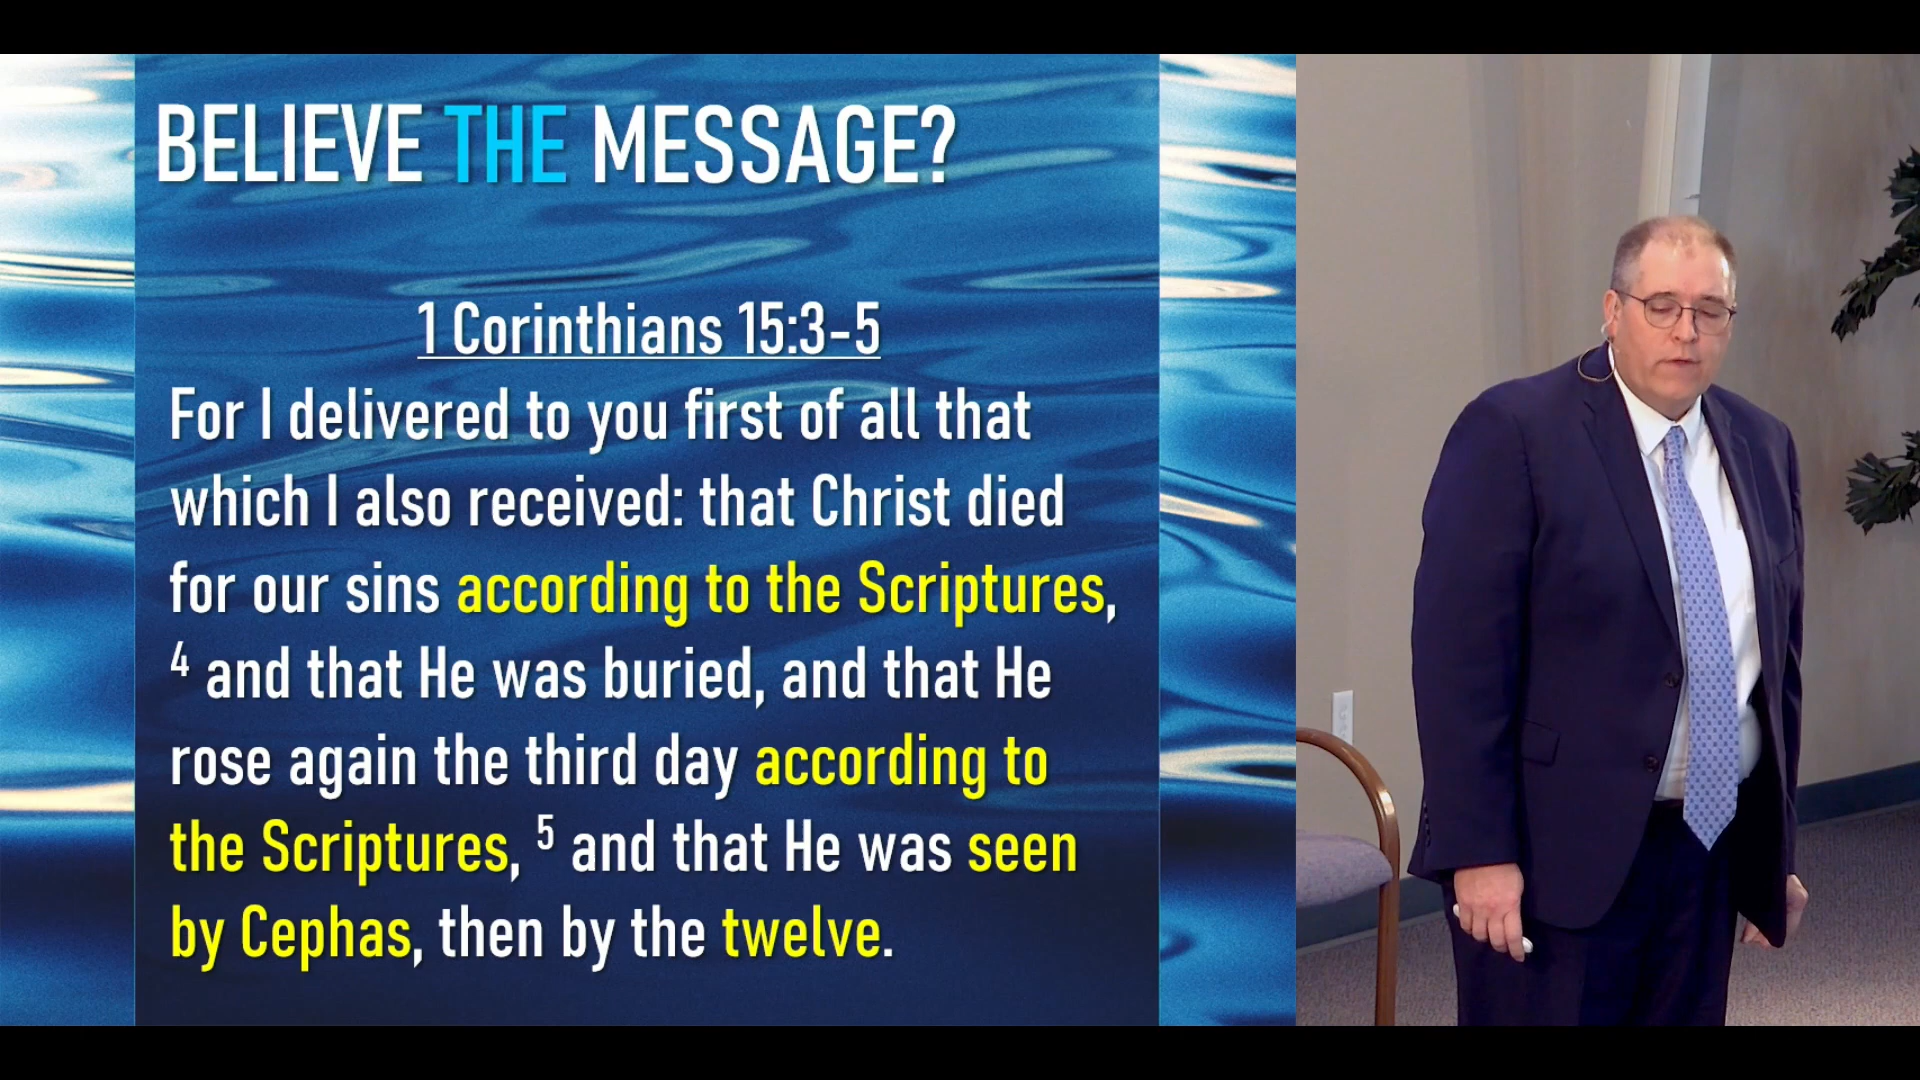 BELIEVE THE MESSAGE?
1 Corinthians 15:3-5
For I delivered to you first of all that
which I also received: that Christ died
for our sins according to the Scriptures,
4 and that He was buried, and that He
rose again the third day according to
the Scriptures, 5 and that He was seen
by Cephas, then by the twelve.